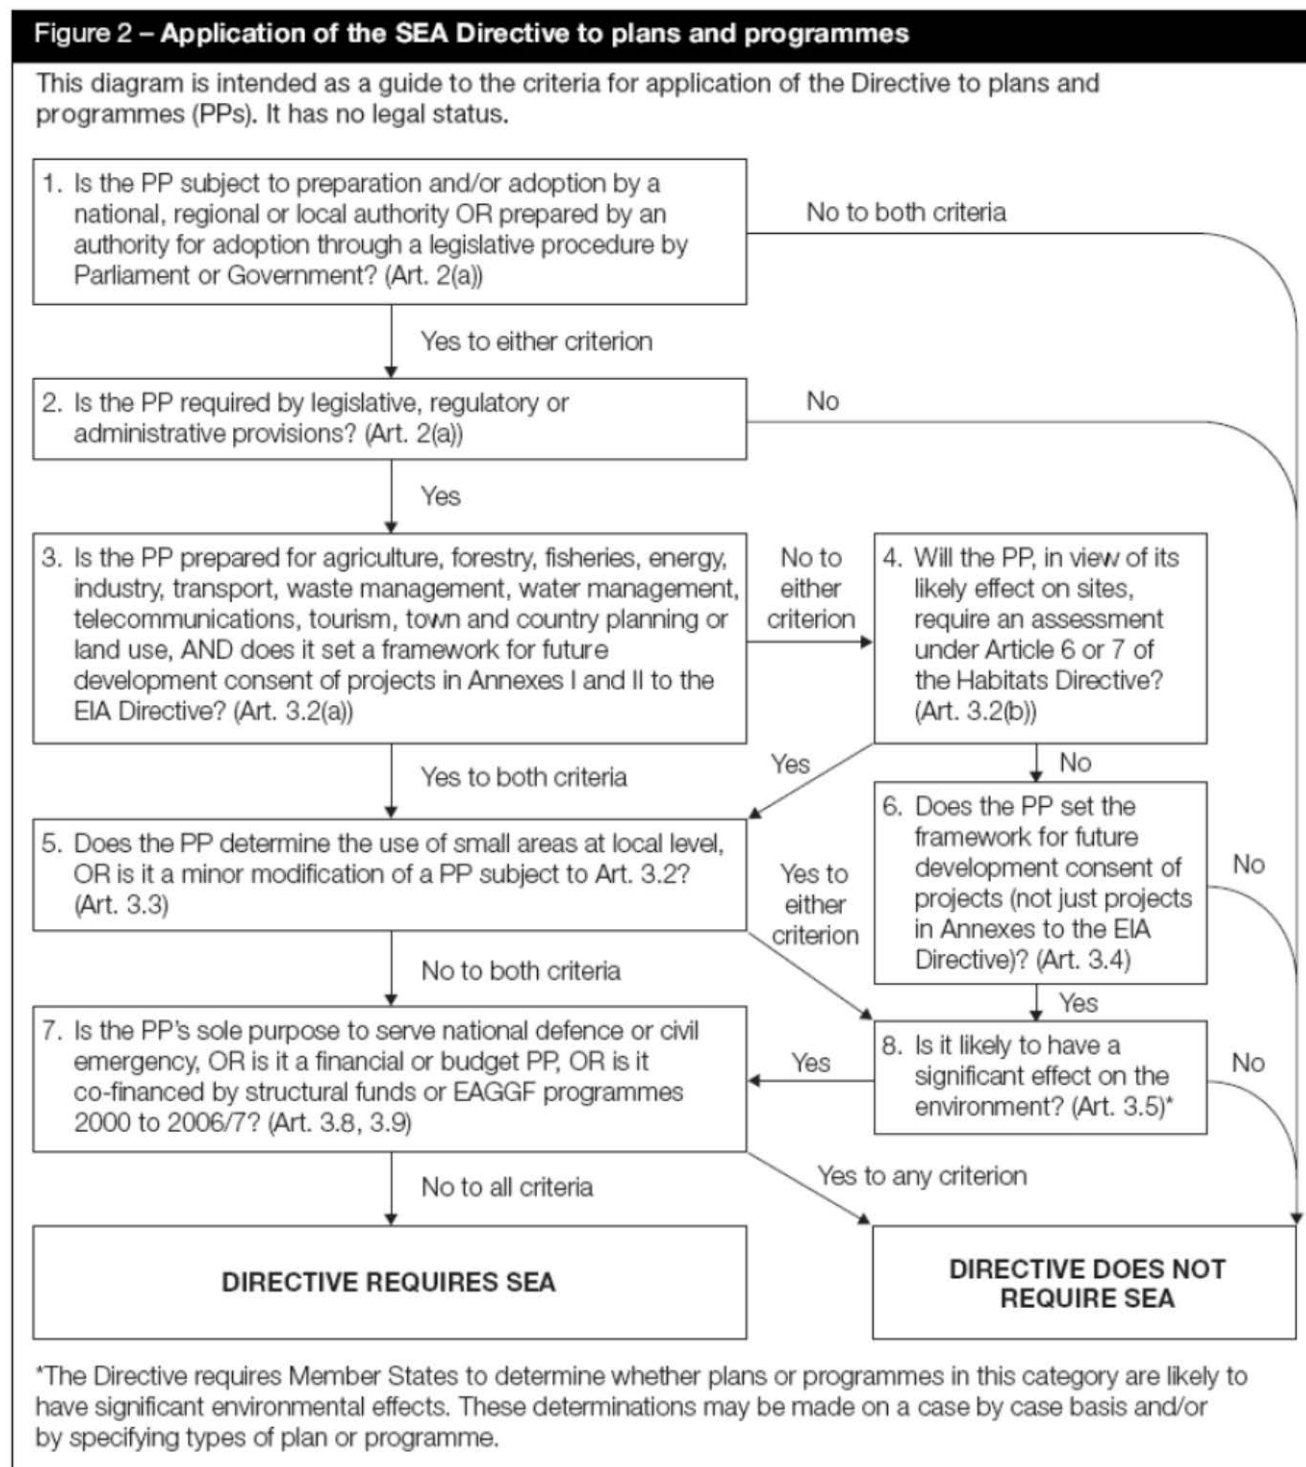 Figure 2 – Application of the SEA Directive to plans and programmes
This diagram is intended as a guide to the criteria for application of the Directive to plans and
programmes (PPs). It has no legal status.
1. Is the PP subject to preparation and/or adoption by a
national, regional or local authority OR prepared by an
authority for adoption through a legislative procedure by
Parliament or Government? (Art. 2(a))
No to both criteria
Yes to either criterion
2. Is the PP required by legislative, regulatory or
administrative provisions? (Art. 2(a))
No
Yes
3. Is the PP prepared for agriculture, forestry, fisheries, energy,
industry, transport, waste management, water management,
telecommunications, tourism, town and country planning or
land use, AND does it set a framework for future
development consent of projects in Annexes I and II to the
EIA Directive? (Art. 3.2(a))
No to
either
criterion
4. Will the PP, in view of its
likely effect on sites,
require an assessment
under Article 6 or 7 of
the Habitats Directive?
(Art. 3.2(b))
Yes to both criteria
Yes
No
5. Does the PP determine the use of small areas at local level,
OR is it a minor modification of a PP subject to Art. 3.2?
(Art. 3.3)
Yes to
either
criterion
6. Does the PP set the
framework for future
development consent of
projects (not just projects
in Annexes to the EIA
Directive)? (Art. 3.4)
No
No to both criteria
Yes
7. Is the PP's sole purpose to serve national defence or civil
emergency, OR is it a financial or budget PP, OR is it
co-financed by structural funds or EAGGF programmes
2000 to 2006/7? (Art. 3.8, 3.9)
Yes
8. Is it likely to have a
significant effect on the
environment? (Art. 3.5)*
No
No to all criteria
Yes to any criterion
DIRECTIVE REQUIRES SEA
DIRECTIVE DOES NOT
REQUIRE SEA
*The Directive requires Member States to determine whether plans or programmes in this category are likely to
have significant environmental effects. These determinations may be made on a case by case basis and/or
by specifying types of plan or programme.